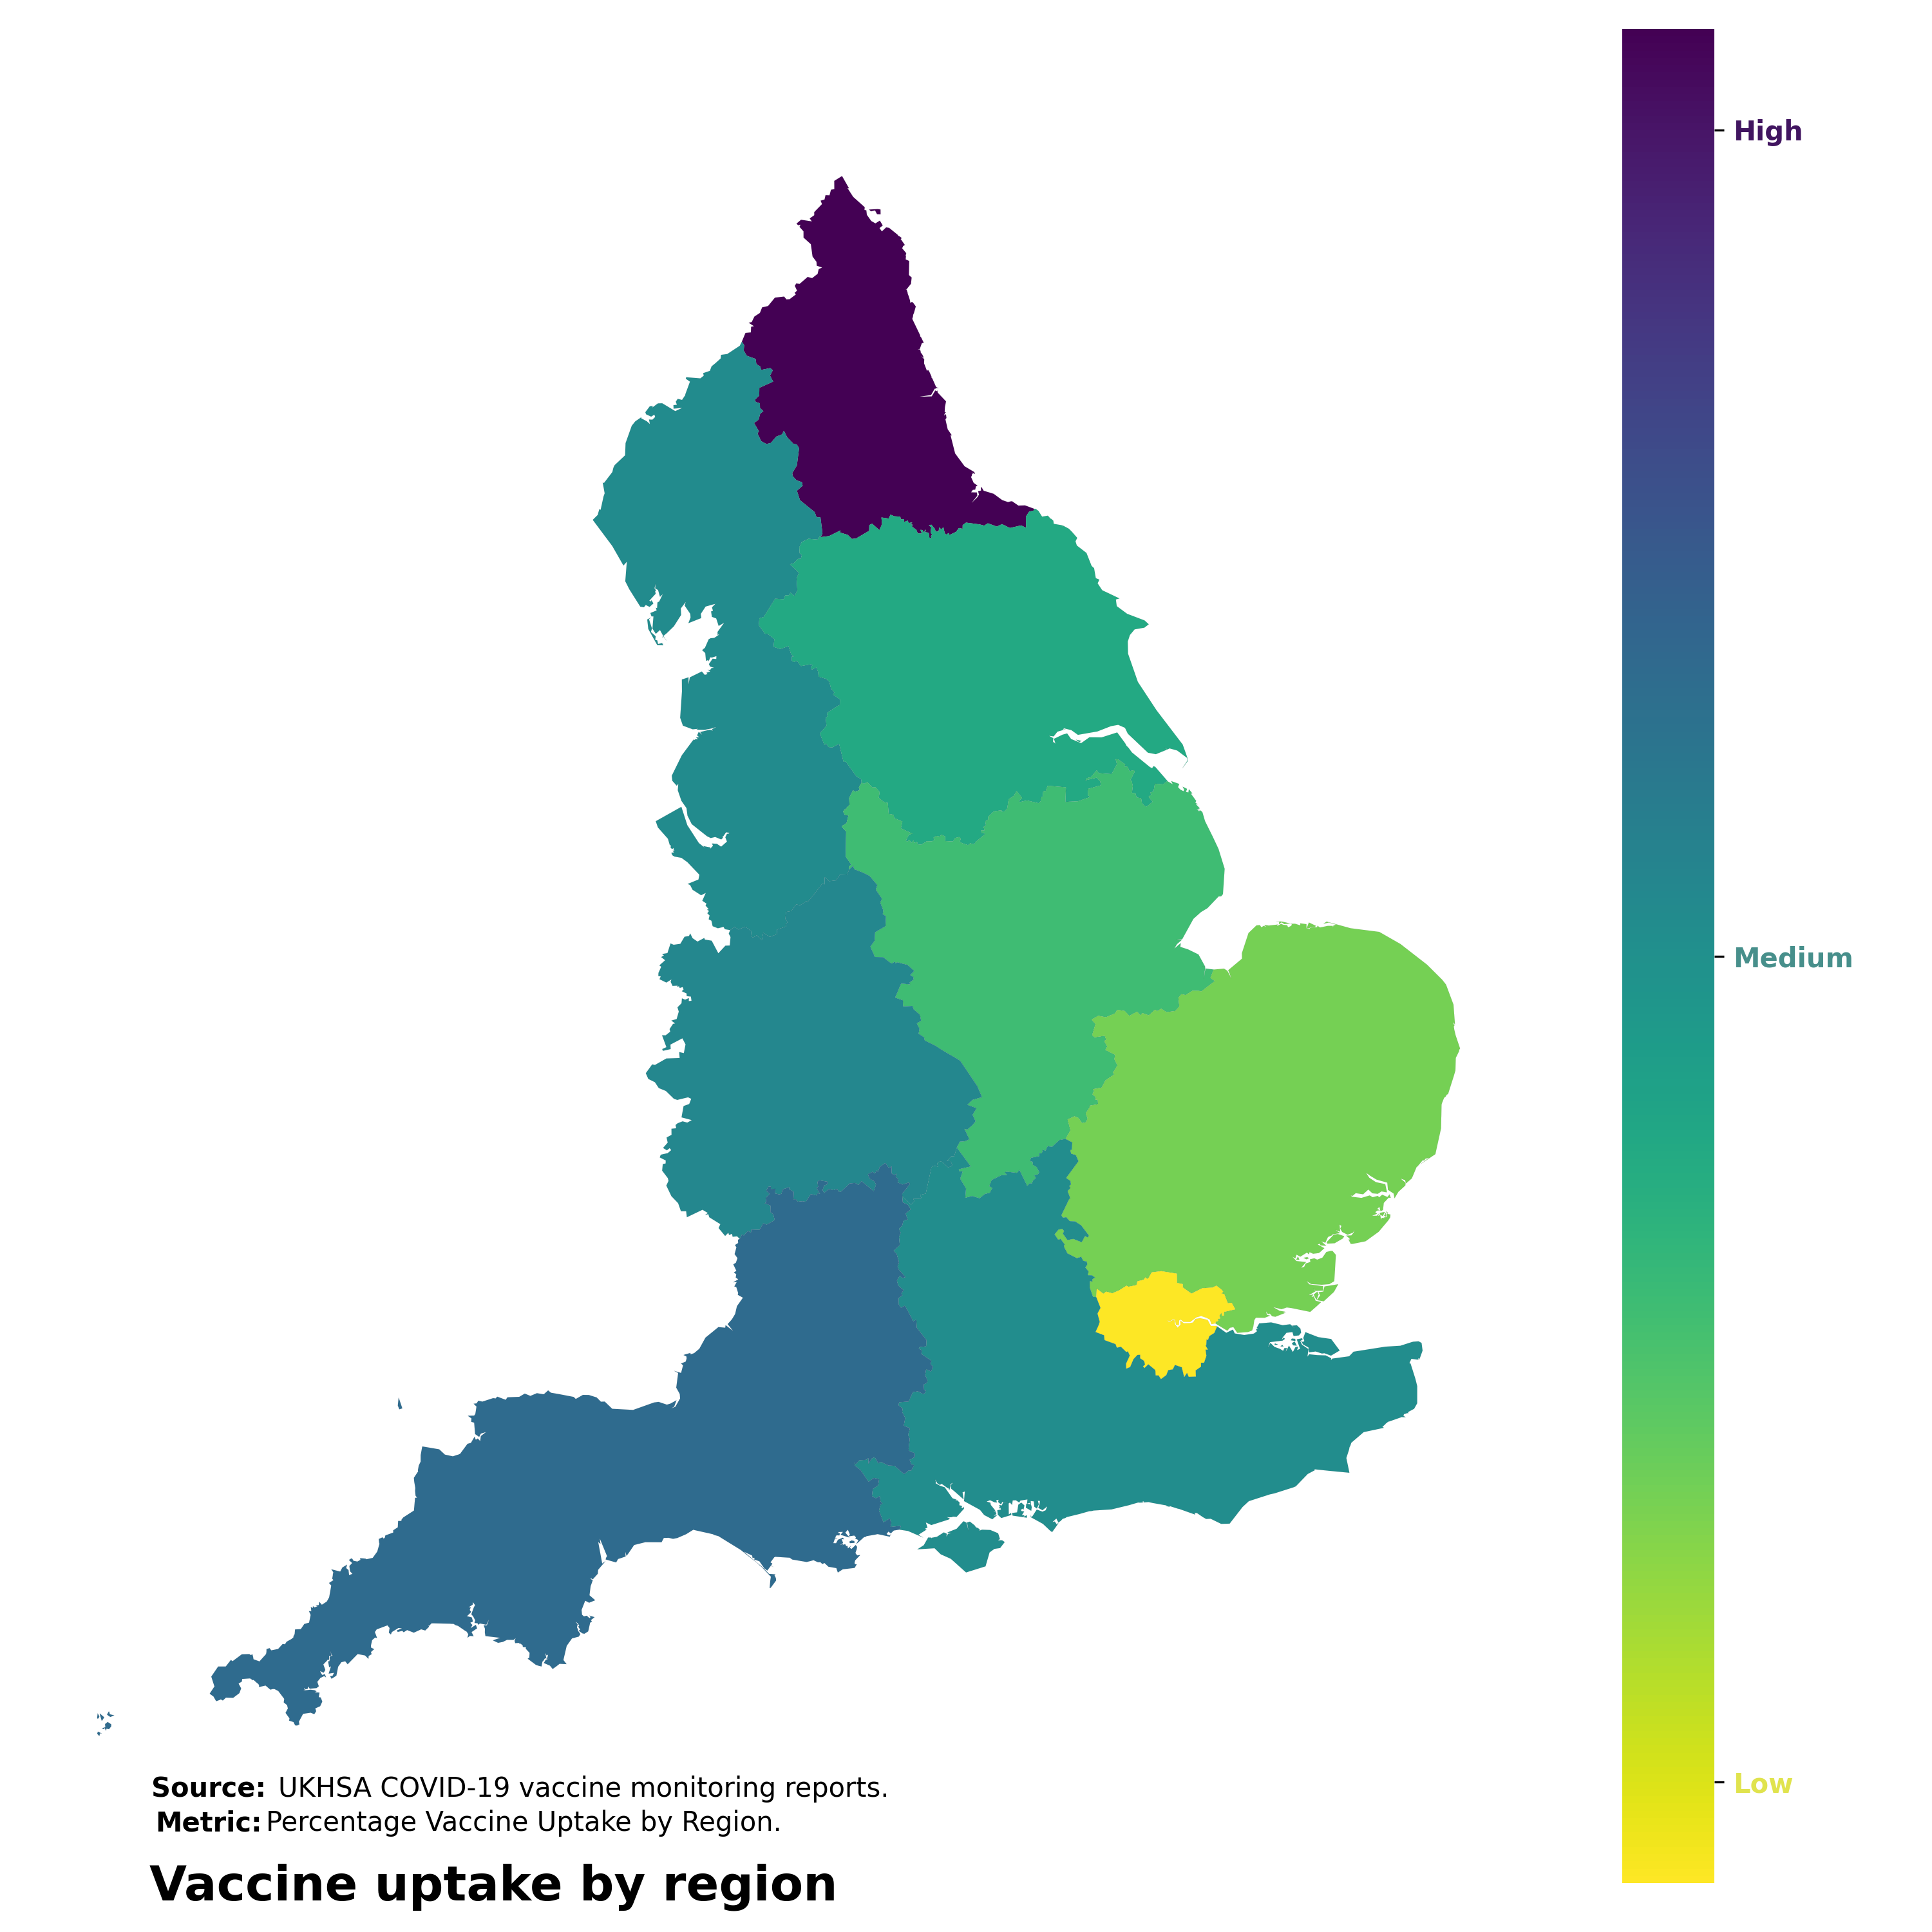 High
Medium
Low
Source: UKHSA COVID-19 vaccine monitoring reports.
Metric: Percentage Vaccine Uptake by Region.
Vaccine uptake by region